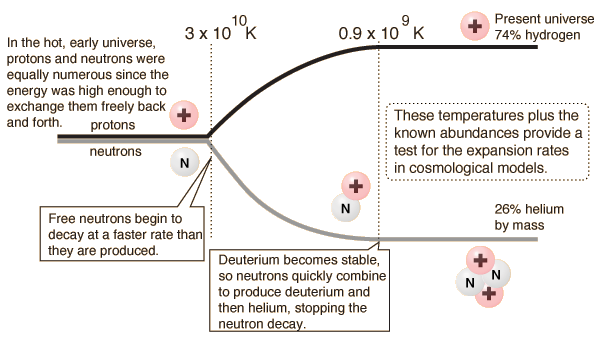 3 x 10^10 K
0.9 x 10^9 K
Present universe
74% hydrogen
In the hot, early universe,
protons and neutrons were
equally numerous since the
energy was high enough to
exchange them freely back
and forth.
protons
neutrons
N
These temperatures plus the
known abundances provide a
test for the expansion rates
in cosmological models.
N
Free neutrons begin to
decay at a faster rate than
they are produced.
26% helium
by mass
Deuterium becomes stable,
so neutrons quickly combine
to produce deuterium and
then helium, stopping the
neutron decay.
N
N